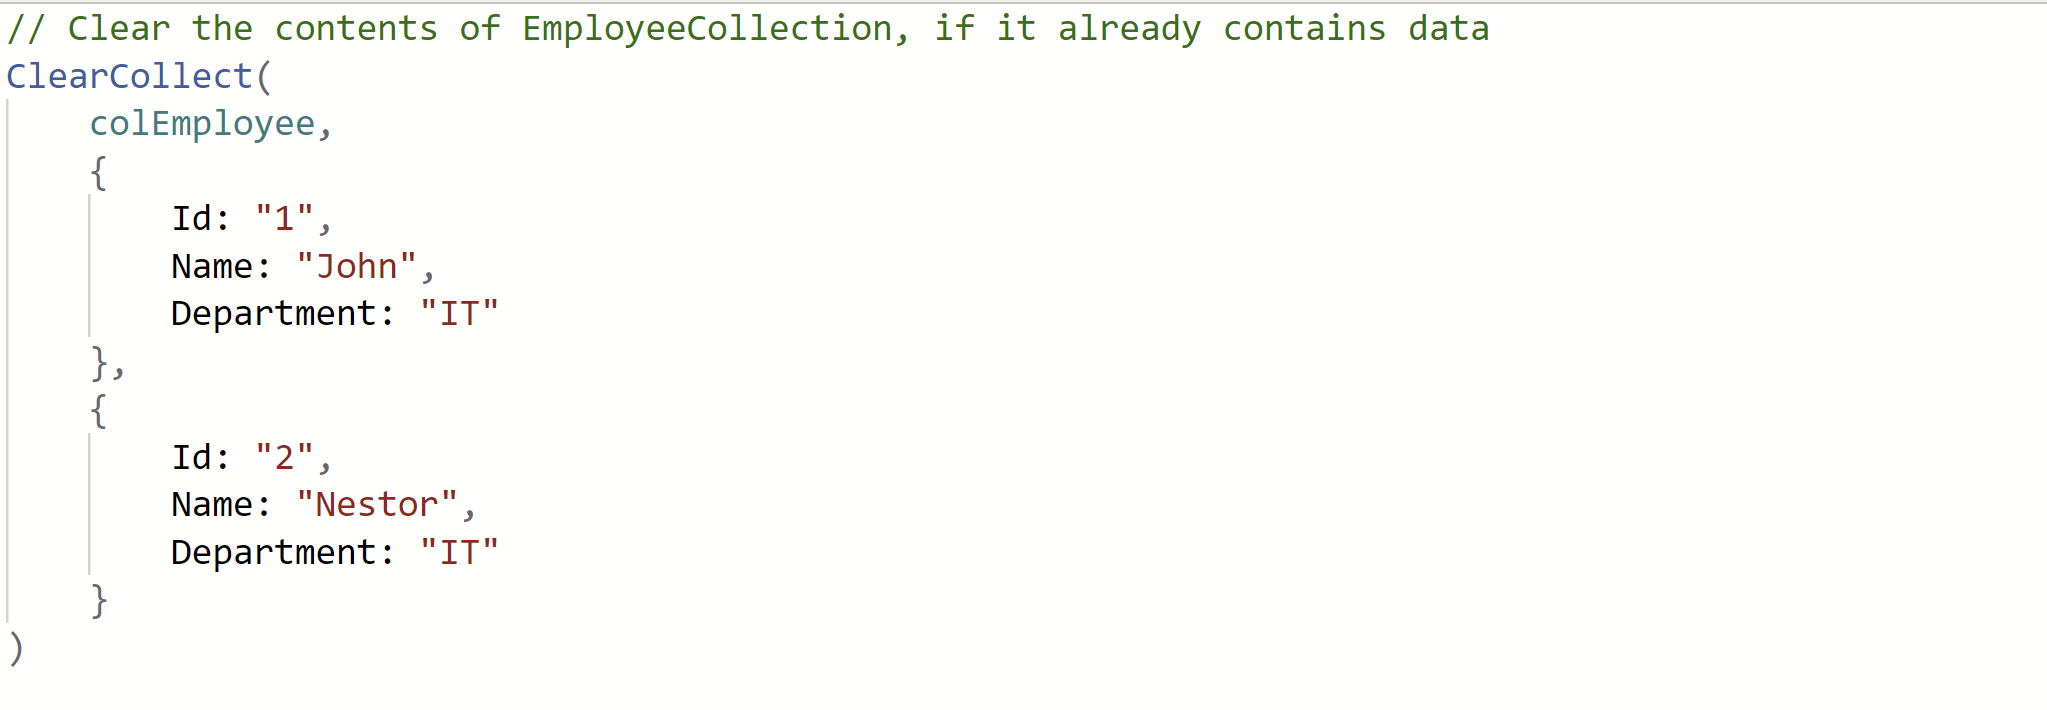 // Clear the contents of EmployeeCollection, if it already contains data
ClearCollect(
    colEmployee,
    {
        Id: "1",
        Name: "John",
        Department: "IT"
    },
    {
        Id: "2",
        Name: "Nestor",
        Department: "IT"
    }
)